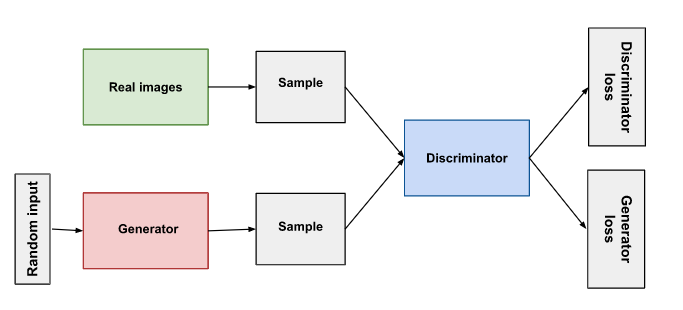 Real images
Sample
Discriminator
loss
Discriminator
Random input
Generator
Sample
Generator
loss